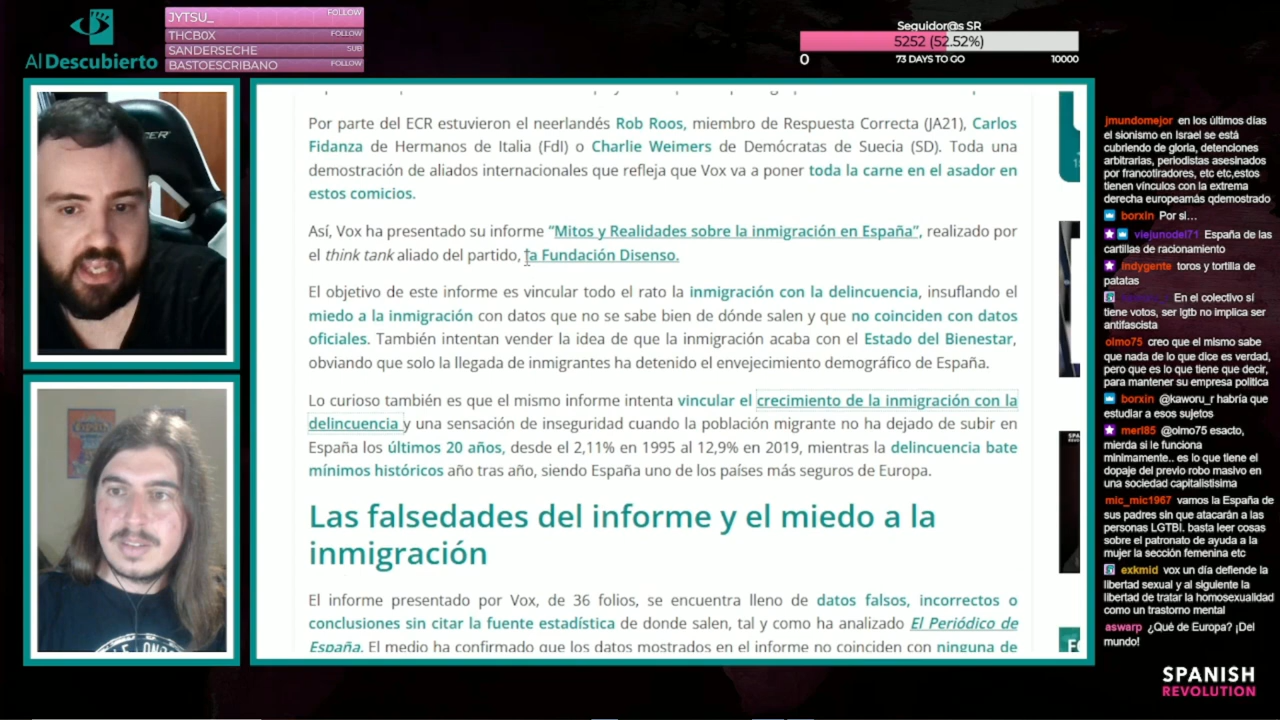 JYTSU_ FOLLOW
THCB0X FOLLOW
SANDERSECHE SUB
BASTOESCRIBANO FOLLOW
Al Descubierto
Seguidor@s SR
5252 (52.52%)
0 73 DAYS TO GO 10000
Por parte del ECR estuvieron el neerlandés Rob Roos, miembro de Respuesta Correcta (JA21), Carlos
Fidanza de Hermanos de Italia (FdI) o Charlie Weimers de Demócratas de Suecia (SD). Toda una
demostración de aliados internacionales que refleja que Vox va a poner toda la carne en el asador en
estos comicios.
Así, Vox ha presentado su informe “Mitos y Realidades sobre la inmigración en España”, realizado por
el think tank aliado del partido, la Fundación Disenso.
El objetivo de este informe es vincular todo el rato la inmigración con la delincuencia, insuflando el
miedo a la inmigración con datos que no se sabe bien de dónde salen y que no coinciden con datos
oficiales. También intentan vender la idea de que la inmigración acaba con el Estado del Bienestar,
obviando que solo la llegada de inmigrantes ha detenido el envejecimiento demográfico de España.
Lo curioso también es que el mismo informe intenta vincular el crecimiento de la inmigración con la
delincuencia y una sensación de inseguridad cuando la población migrante no ha dejado de subir en
España los últimos 20 años, desde el 2,11% en 1995 al 12,9% en 2019, mientras la delincuencia bate
mínimos históricos año tras año, siendo España uno de los países más seguros de Europa.
Las falsedades del informe y el miedo a la
inmigración
El informe presentado por Vox, de 36 folios, se encuentra lleno de datos falsos, incorrectos o
conclusiones sin citar la fuente estadística de donde salen, tal y como ha analizado El Periódico de
España. El medio ha confirmado que los datos mostrados en el informe no coinciden con ninguna de
jmundomejor en los últimos días
el sionismo en Israel se está
cubriendo de gloria, detenciones
arbitrarias, periodistas asesinados
por francotiradores, etc etc,estos
tienen vínculos con la extrema
derecha europeamás qdemostrado
borxin Por si...
viejunodel71 España de las
cartillas de racionamiento
indygente toros y tortilla de
patatas
En el colectivo si
tiene votos, ser lgtb no implica ser
antifascista
olmo75 creo que el mismo sabe
que nada de lo que dice es verdad,
pero que es lo que tiene que decir,
para mantener su empresa politica
borxin @kaworu_r habría que
estudiar a esos sujetos
merl85 @olmo75 esacto,
mierda si le funciona
minimamente.. es lo que tiene el
dopaje del previo robo masivo en
una sociedad capitalistisima
mic_mic1967 vamos la España de
sus padres sin que atacarán a las
personas LGTBI. basta leer cosas
sobre el patronato de ayuda a la
mujer la sección femenina etc
exkmid vox un día defiende la
libertad sexual y al siguiente la
libertad de tratar la homosexualidad
como un trastorno mental
aswarp ¿Qué de Europa? ¡Del
mundo!
SPANISH
REVOLUTION